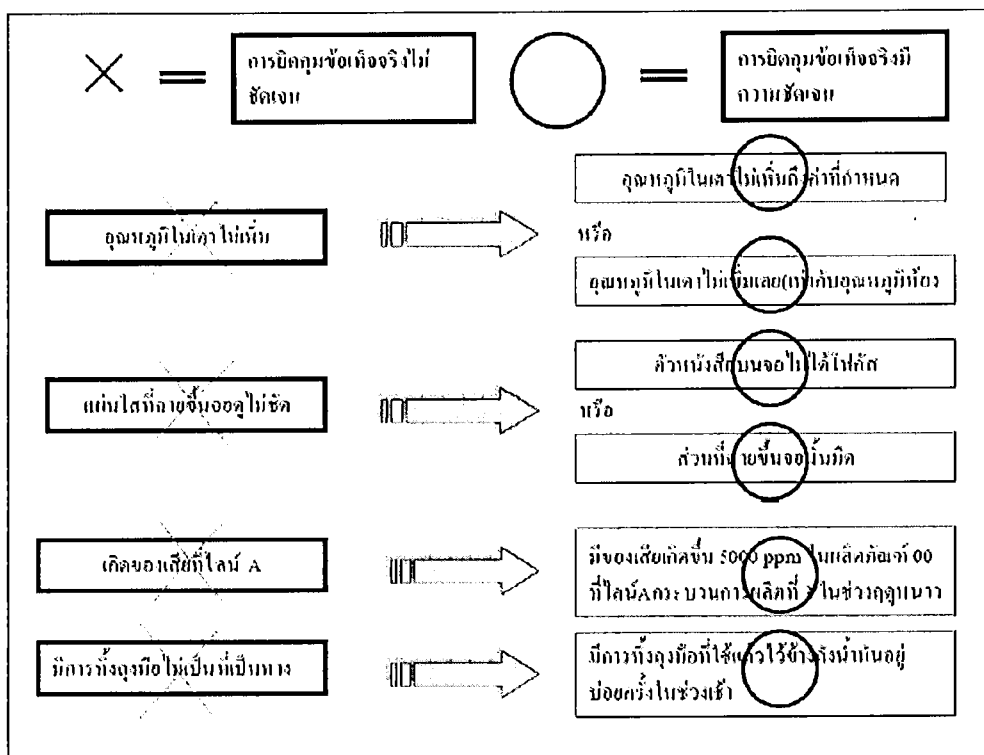 การยึดกุมข้อเท็จจริงไม่
ชัดเจน
การยึดกุมข้อเท็จจริงมี
ความชัดเจน
อุณหภูมิในเตาไม่เพิ่ม
อุณหภูมิในเตาไม่เพิ่มถึงค่าที่กำหนด
หรือ
อุณหภูมิในเตาไม่เพิ่มเลย(เท่ากับอุณหภูมิห้อง
แผ่นใสที่ฉายขึ้นจอดูไม่ชัด
ตัวหนังสือบนจอไม่ได้โฟกัส
หรือ
ส่วนที่ฉายขึ้นจอนั้นมืด
เกิดของเสียที่ไลน์ A
มีของเสียเกิดขึ้น 5000 ppm ในผลิตภัณฑ์ 00
ที่ไลน์Aกระบวนการผลิตที่ ในช่วงฤดูหนาว
มีการทิ้งถุงมือไม่เป็นที่เป็นทาง
มีการทิ้งถุงมือที่ใช้แล้วไว้ข้างถังน้ำมันอยู่
บ่อยครั้งในช่วงเช้า